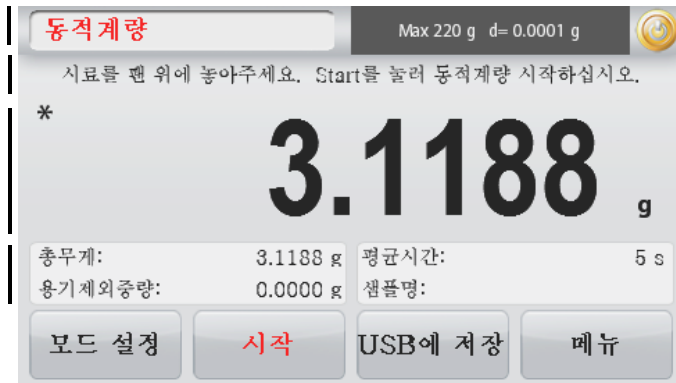 동적계량 Max 220 g d= 0.0001 g
시료를 팬 위에 놓아주세요. Start를 눌러 동적계량 시작하십시오.
*
3.1188 g
총무게: 3.1188 g 평균시간: 5 s
용기제외중량: 0.0000 g 샘플명:
모드 설정 시작 USB에 저장 메뉴